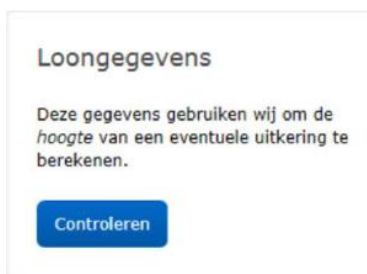 Loongegevens
Deze gegevens gebruiken wij om de
hoogte van een eventuele uitkering te
berekenen.
Controleren